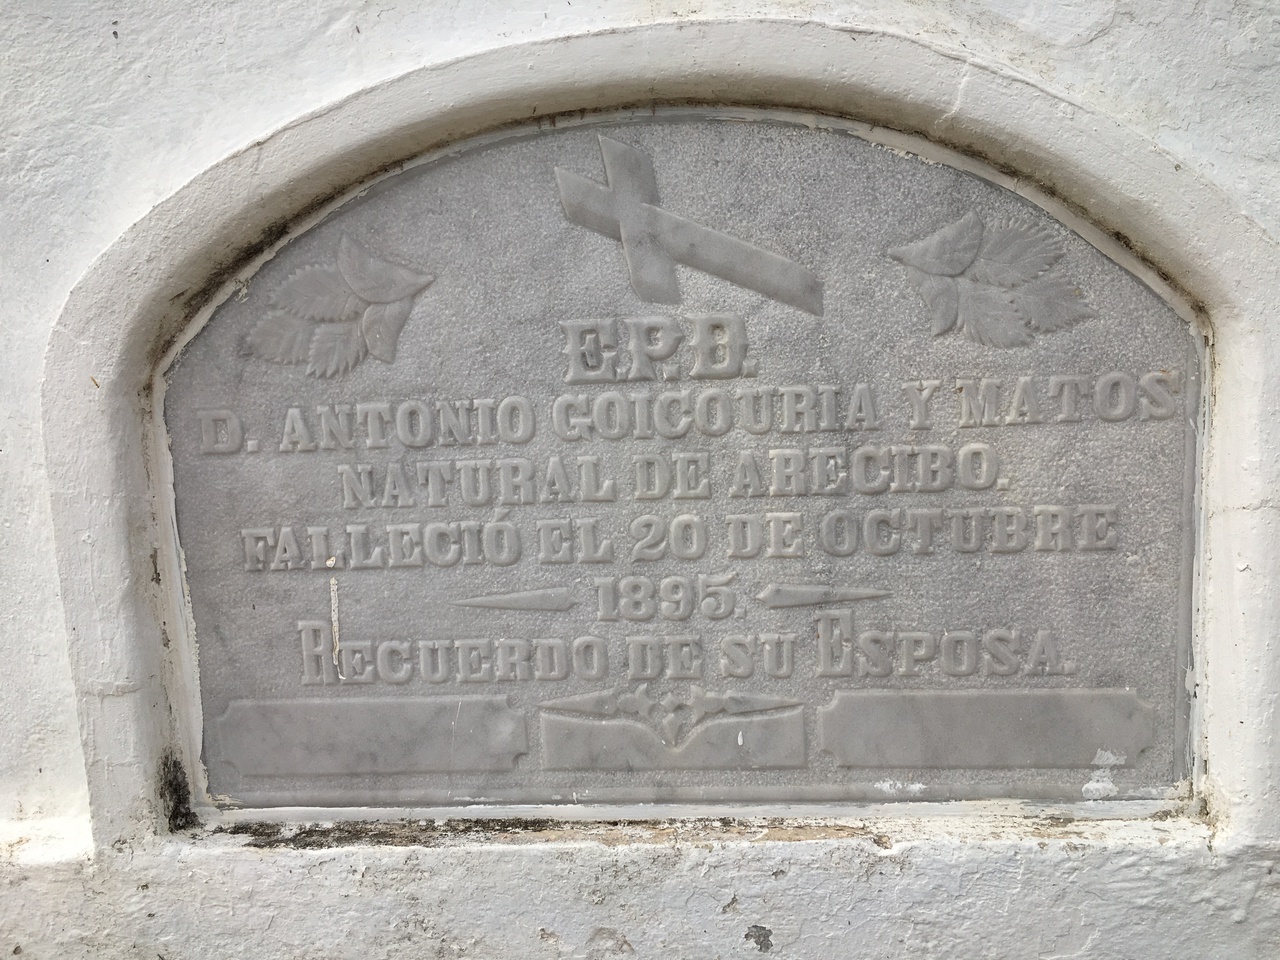 E.P.D.
D. ANTONIO GOICOURIA Y MATOS
NATURAL DE ARECIBO.
FALLECIÓ EL 20 DE OCTUBRE
1895.
RECUERDO DE SU ESPOSA.